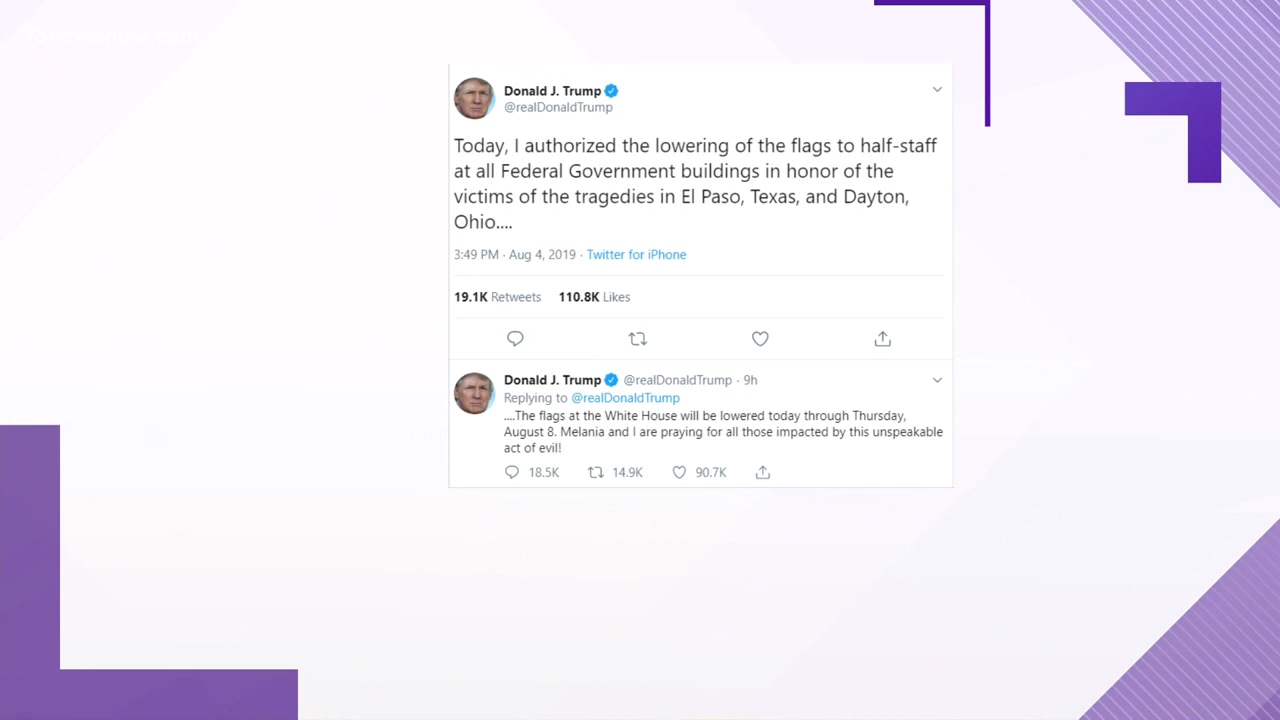 Donald J. Trump
@realDonaldTrump
Today, I authorized the lowering of the flags to half-staff
at all Federal Government buildings in honor of the
victims of the tragedies in El Paso, Texas, and Dayton,
Ohio....
3:49 PM · Aug 4, 2019 · Twitter for iPhone
19.1K Retweets 110.8K Likes
Donald J. Trump @realDonaldTrump · 9h
Replying to @realDonaldTrump
....The flags at the White House will be lowered today through Thursday,
August 8. Melania and I are praying for all those impacted by this unspeakable
act of evil!
18.5K 14.9K 90.7K